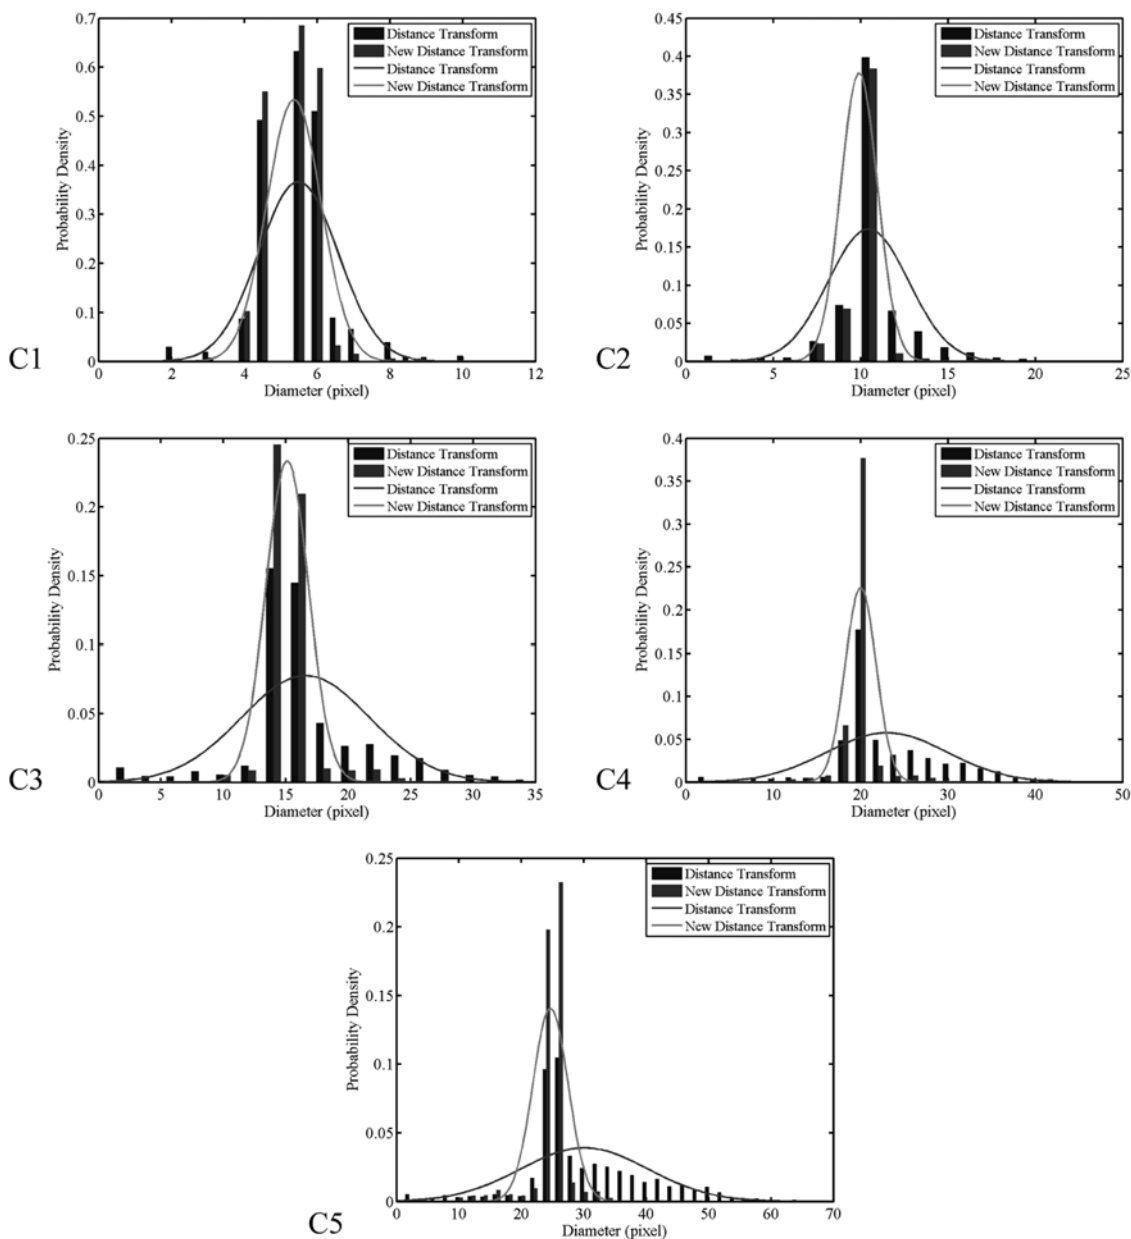 0.7
0.6
0.5
0.4
0.3
0.2
0.1
0
Probability Density
Distance Transform
New Distance Transform
Distance Transform
New Distance Transform
0 2 4 6 8 10 12
Diameter (pixel)
C1
0.45
0.4
0.35
0.3
0.25
0.2
0.15
0.1
0.05
0
Probability Density
Distance Transform
New Distance Transform
Distance Transform
New Distance Transform
0 5 10 15 20 25
Diameter (pixel)
C2
0.25
0.2
0.15
0.1
0.05
0
Probability Density
Distance Transform
New Distance Transform
Distance Transform
New Distance Transform
0 5 10 15 20 25 30 35
Diameter (pixel)
C3
0.4
0.35
0.3
0.25
0.2
0.15
0.1
0.05
0
Probability Density
Distance Transform
New Distance Transform
Distance Transform
New Distance Transform
0 10 20 30 40 50
Diameter (pixel)
C4
0.25
0.2
0.15
0.1
0.05
0
Probability Density
Distance Transform
New Distance Transform
Distance Transform
New Distance Transform
0 10 20 30 40 50 60 70
Diameter (pixel)
C5